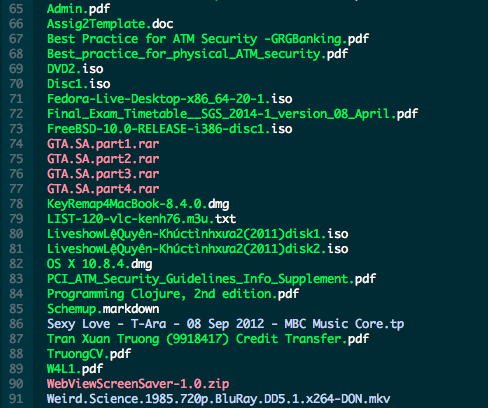 65 Admin.pdf
66 Assig2Template.doc
67 Best Practice for ATM Security -GRGBanking.pdf
68 Best_practice_for_physical_ATM_security.pdf
69 DVD2.iso
70 Disc1.iso
71 Fedora-Live-Desktop-x86_64-20-1.iso
72 Final_Exam_Timetable__SGS_2014-1_version_08_April.pdf
73 FreeBSD-10.0-RELEASE-i386-disc1.iso
74 GTA.SA.part1.rar
75 GTA.SA.part2.rar
76 GTA.SA.part3.rar
77 GTA.SA.part4.rar
78 KeyRemap4MacBook-8.4.0.dmg
79 LIST-120-vlc-kenh76.m3u.txt
80 LiveshowLệQuyên-Khúctìnhxưa2(2011)disk1.iso
81 LiveshowLệQuyên-Khúctìnhxưa2(2011)disk2.iso
82 OS X 10.8.4.dmg
83 PCI_ATM_Security_Guidelines_Info_Supplement.pdf
84 Programming Clojure, 2nd edition.pdf
85 Schemup.markdown
86 Sexy Love - T-Ara - 08 Sep 2012 - MBC Music Core.tp
87 Tran Xuan Truong (9918417) Credit Transfer.pdf
88 TruongCV.pdf
89 W4L1.pdf
90 WebViewScreenSaver-1.0.zip
91 Weird.Science.1985.720p.BluRay.DD5.1.x264-DON.mkv